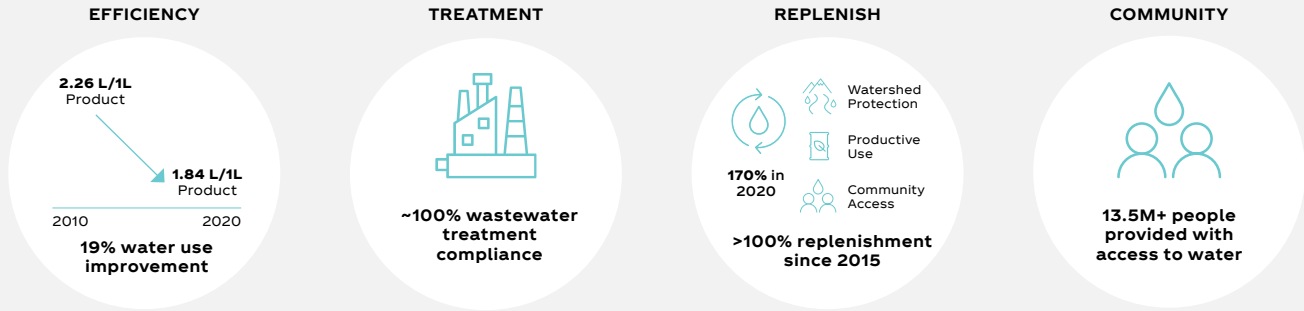 EFFICIENCY
2.26 L/1L
Product
1.84 L/1L
Product
2010
2020
19% water use
improvement
TREATMENT
~100% wastewater
treatment
compliance
REPLENISH
170% in
2020
Watershed
Protection
Productive
Use
Community
Access
>100% replenishment
since 2015
COMMUNITY
13.5M+ people
provided with
access to water